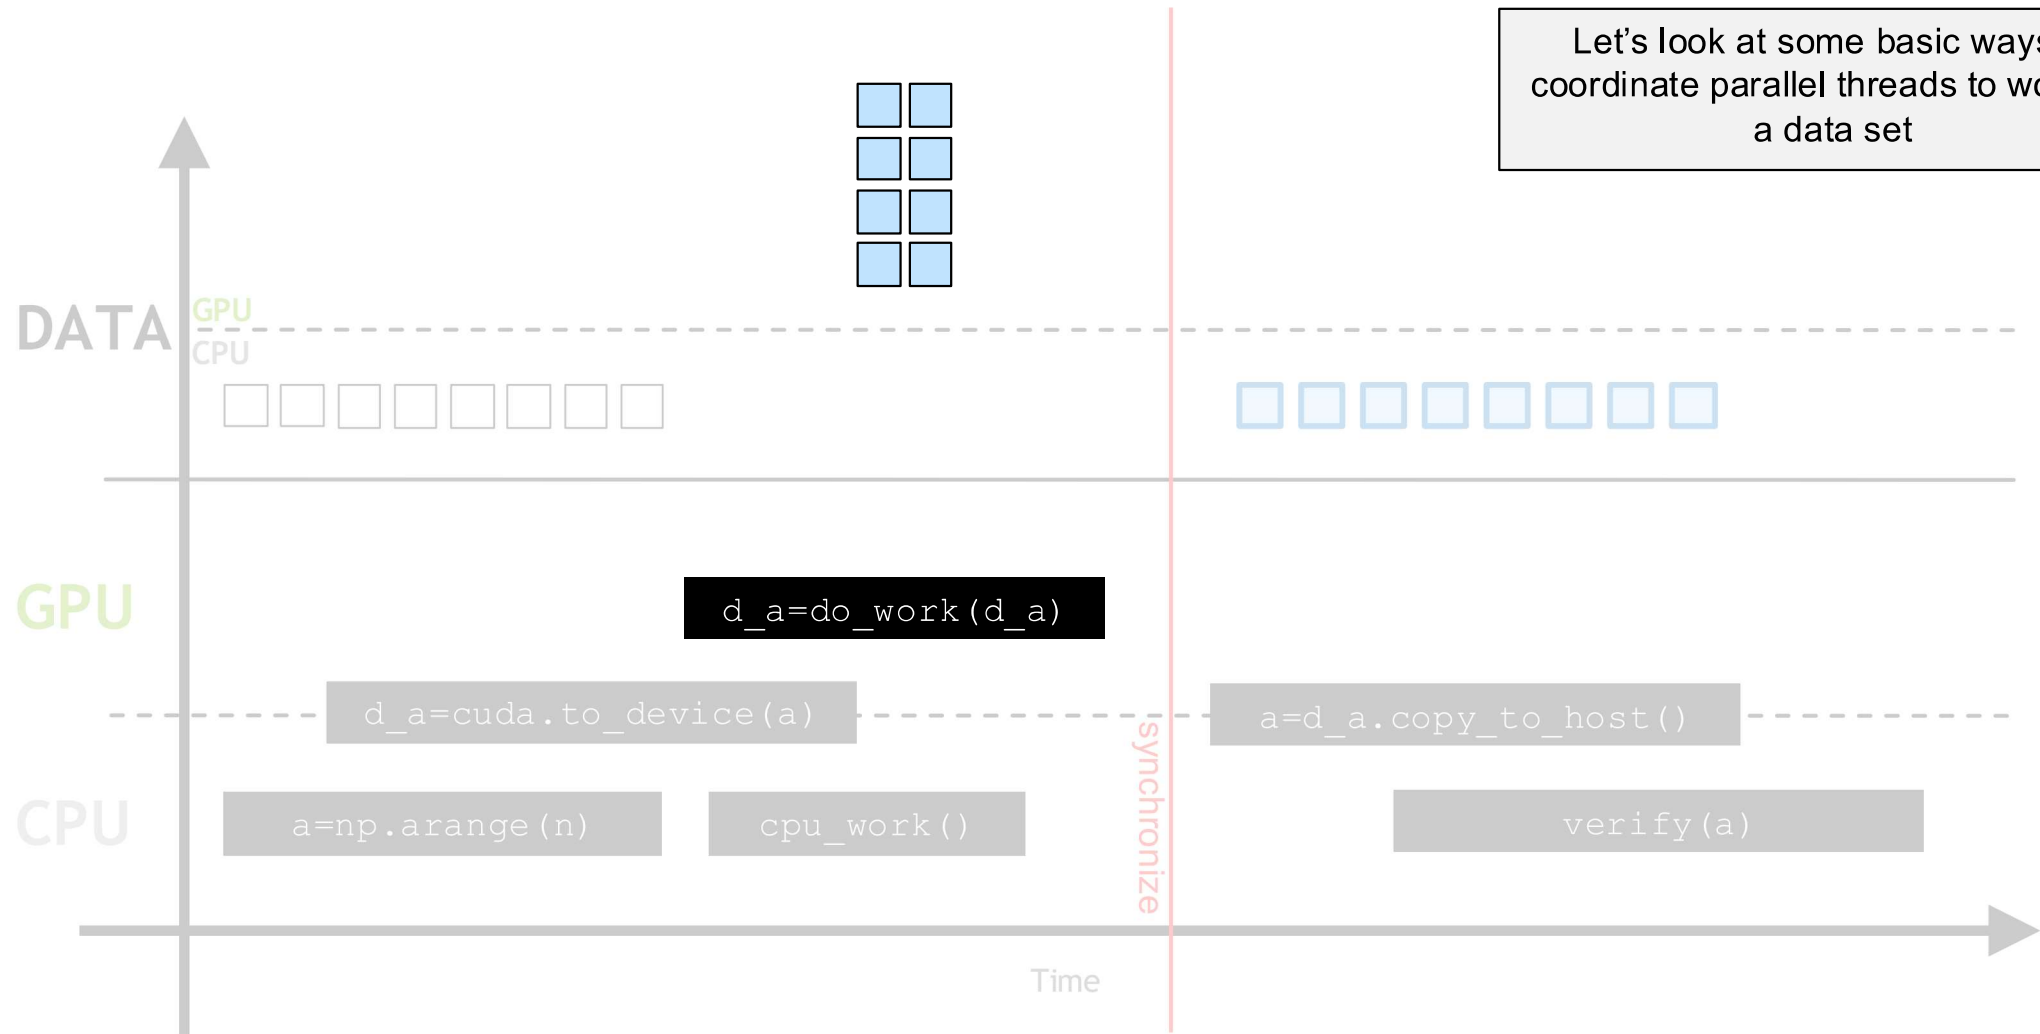 Let's look at some basic ways
coordinate parallel threads to
a data set
DATA
GPU
CPU
GPU
d_a=do_work(d_a)
d_a=cuda.to_device(a)
a=d_a.copy_to_host()
synchronize
CPU
a=np.arange(n)
cpu_work()
verify(a)
Time